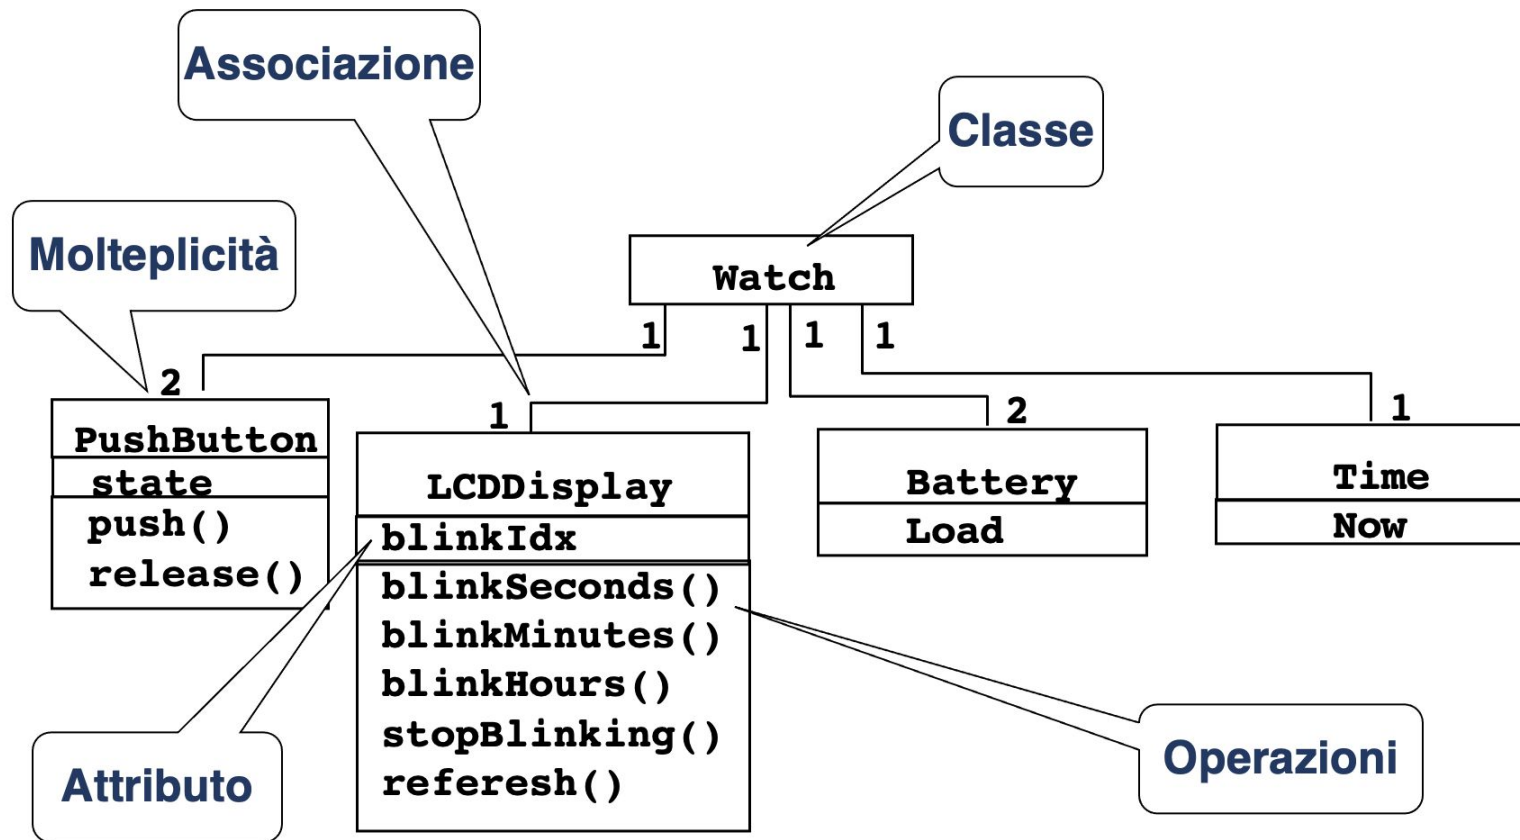 Associazione
Classe
Molteplicità
Watch
1
1
1
1
2
1
2
1
PushButton
state
push()
release()
LCDDisplay
blinkIdx
blinkSeconds()
blinkMinutes()
blinkHours()
stopBlinking()
referesh()
Battery
Load
Time
Now
Attributo
Operazioni